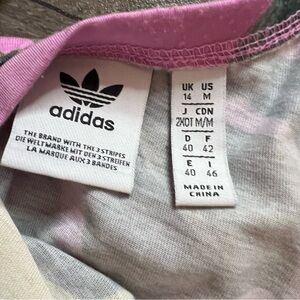 adidas
THE BRAND WITH THE 3 STRIPES
DIE WELTMARKE MIT DEN 3 STREIFEN
LA MARQUE AUX 3 BANDES
UK US
14 M
J CDN
2XOT M/M
D F
40 42
E I
40 46
MADE IN
CHINA